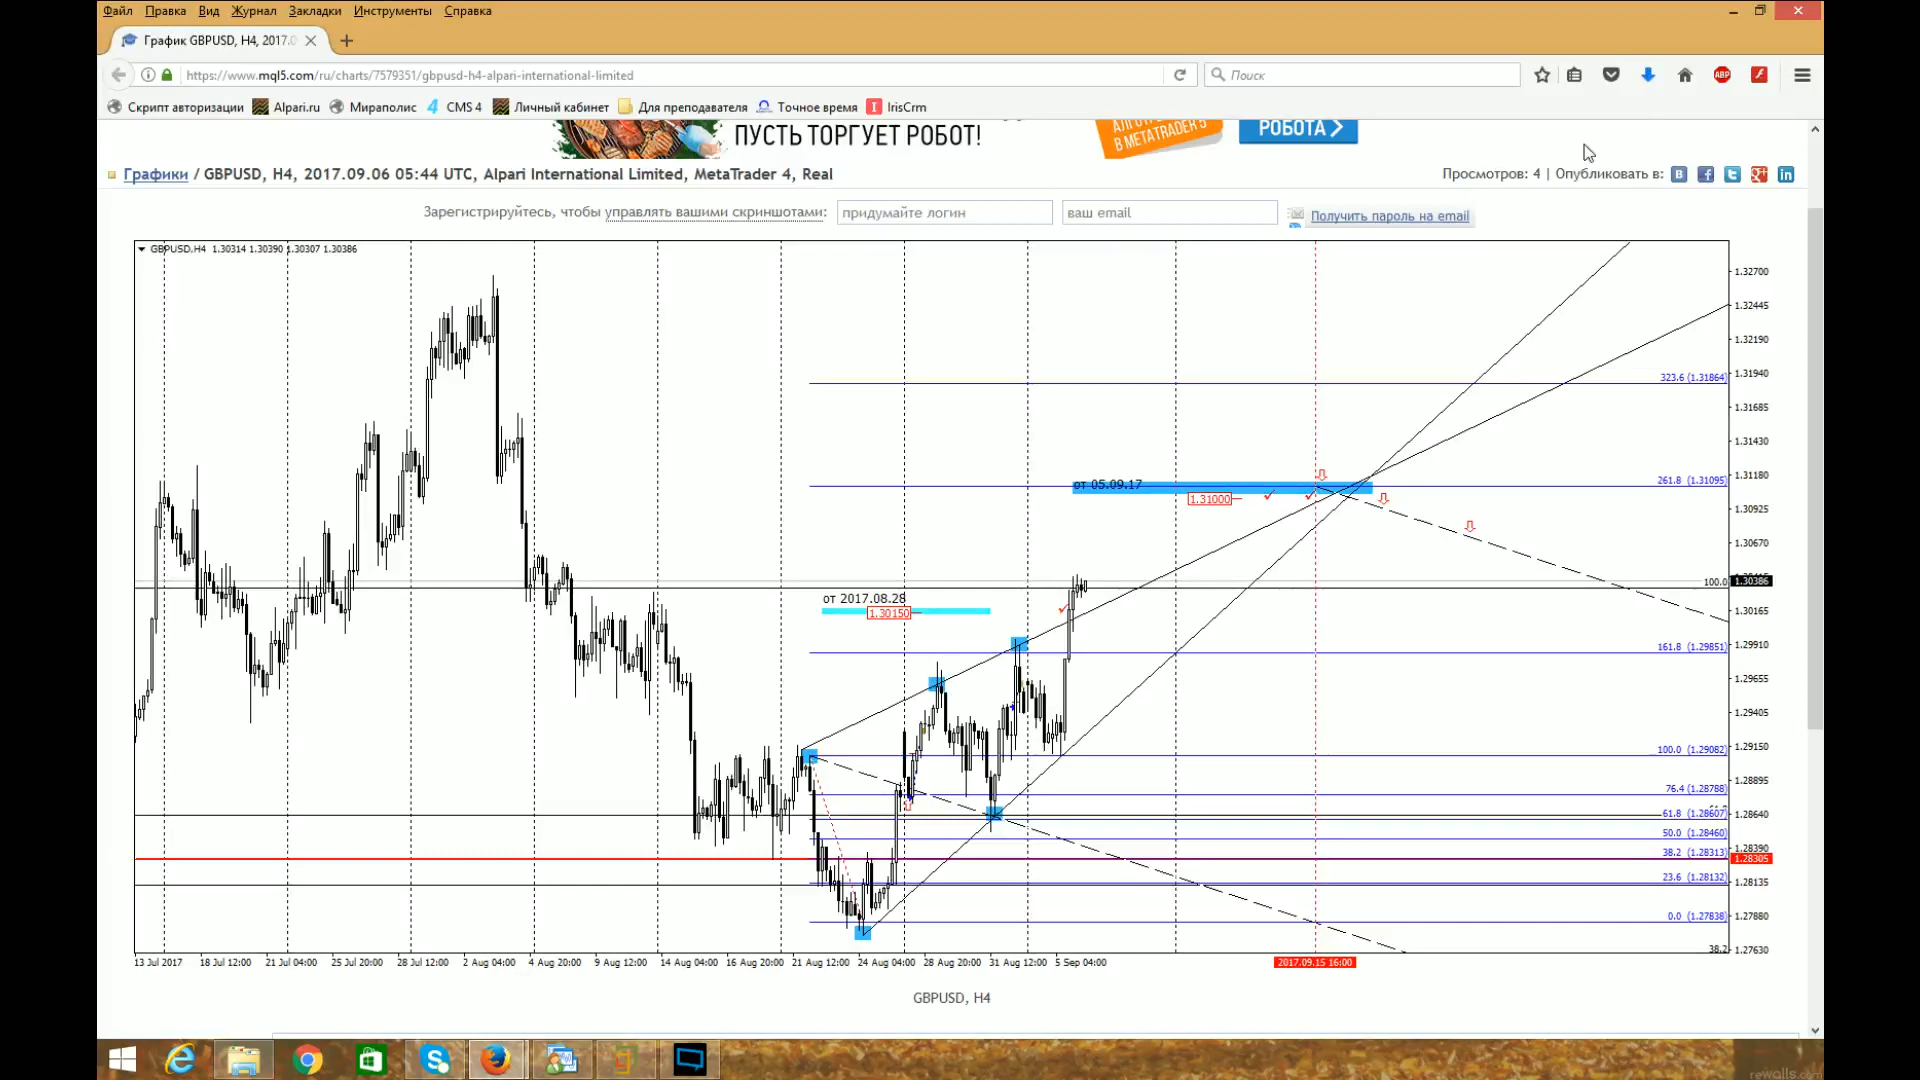 Файл Правка Вид Журнал Закладки Инструменты Справка
График GBPUSD, H4, 2017.0
https://www.mql5.com/ru/charts/7579351/gbpusd-h4-alpari-international-limited
Поиск
ABP
Скрипт авторизации Alpari.ru Мираполис CMS 4 Личный кабинет Для преподавателя Точное время IrisCrm
ПУСТЬ ТОРГУЕТ РОБОТ!
В METATRADER 5
РОБОТА
Графики / GBPUSD, H4, 2017.09.06 05:44 UTC, Alpari International Limited, MetaTrader 4, Real
Просмотров: 4 | Опубликовать в:
Зарегистрируйтесь, чтобы управлять вашими скриншотами: придумайте логин ваш email Получить пароль на email
GBPUSD,H4 1.30314 1.30390 1.30307 1.30386
1.32700
1.32445
1.32190
323.6 (1.31864)
1.31940
1.31685
1.31430
1.31180
261.8 (1.31095)
от 05.09.17
1.31000
1.30925
1.30670
100.0
1.30386
от 2017.08.28
1.30150
1.30165
161.8 (1.29851)
1.29910
1.29655
1.29405
100.0 (1.29082)
1.29150
1.28895
76.4 (1.28788)
61.8 (1.28607)
1.28640
50.0 (1.28460)
1.28390
38.2 (1.28313)
1.28305
23.6 (1.28132)
1.28135
0.0 (1.27838)
1.27880
38.2
1.27630
13 Jul 2017 18 Jul 12:00 21 Jul 04:00 25 Jul 20:00 28 Jul 12:00 2 Aug 04:00 4 Aug 20:00 9 Aug 12:00 14 Aug 04:00 16 Aug 20:00 21 Aug 12:00 24 Aug 04:00 28 Aug 20:00 31 Aug 12:00 5 Sep 04:00 2017.09.15 16:00
GBPUSD, H4
rewalls.com